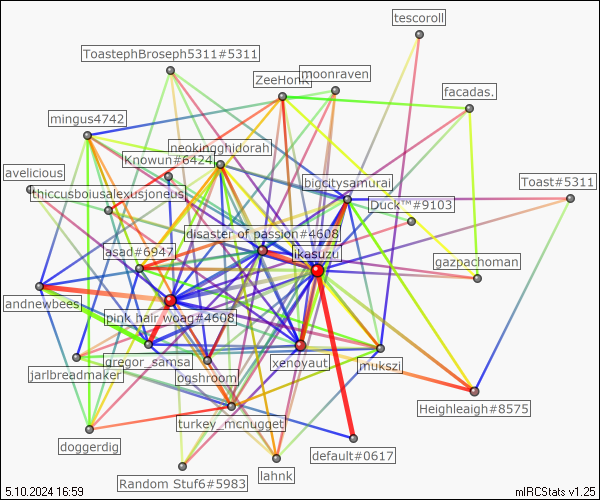 tescoroll
ToastephBroseph5311#5311
ZeeHonk
moonraven
facadas.
mingus4742
neokingghidorah
Knowun#6424
avelicious
bigcitysamurai
Toast#5311
thiccusboiusalexusjoneus
Duck™#9103
disaster of passion#4608
asad#6947
ikasuzu
gazpachoman
andnewbees
pink hair woag#4608
gregor_samsa
xenoyaut
mukszi
jarlbreadmaker
ogshroom
Heighleaigh#8575
turkey_mcnugget
doggerdig
default#0617
lahnk
Random Stuf6#5983
5.10.2024 16:59
mIRCStats v1.25